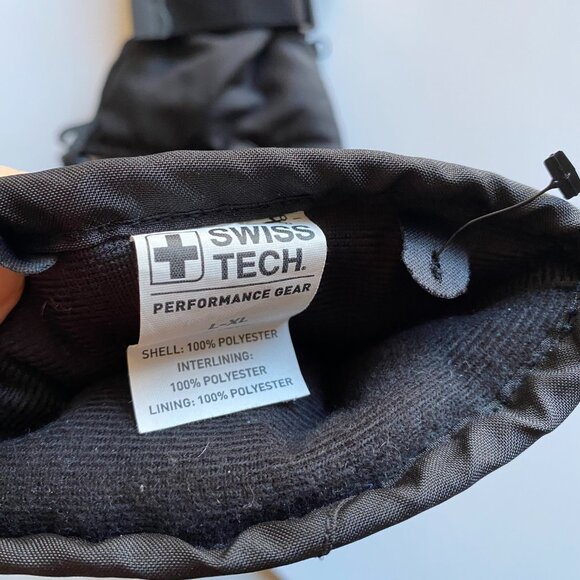 SWISS
TECH.
PERFORMANCE GEAR
L-XL
SHELL: 100% POLYESTER
INTERLINING:
100% POLYESTER
LINING: 100% POLYESTER